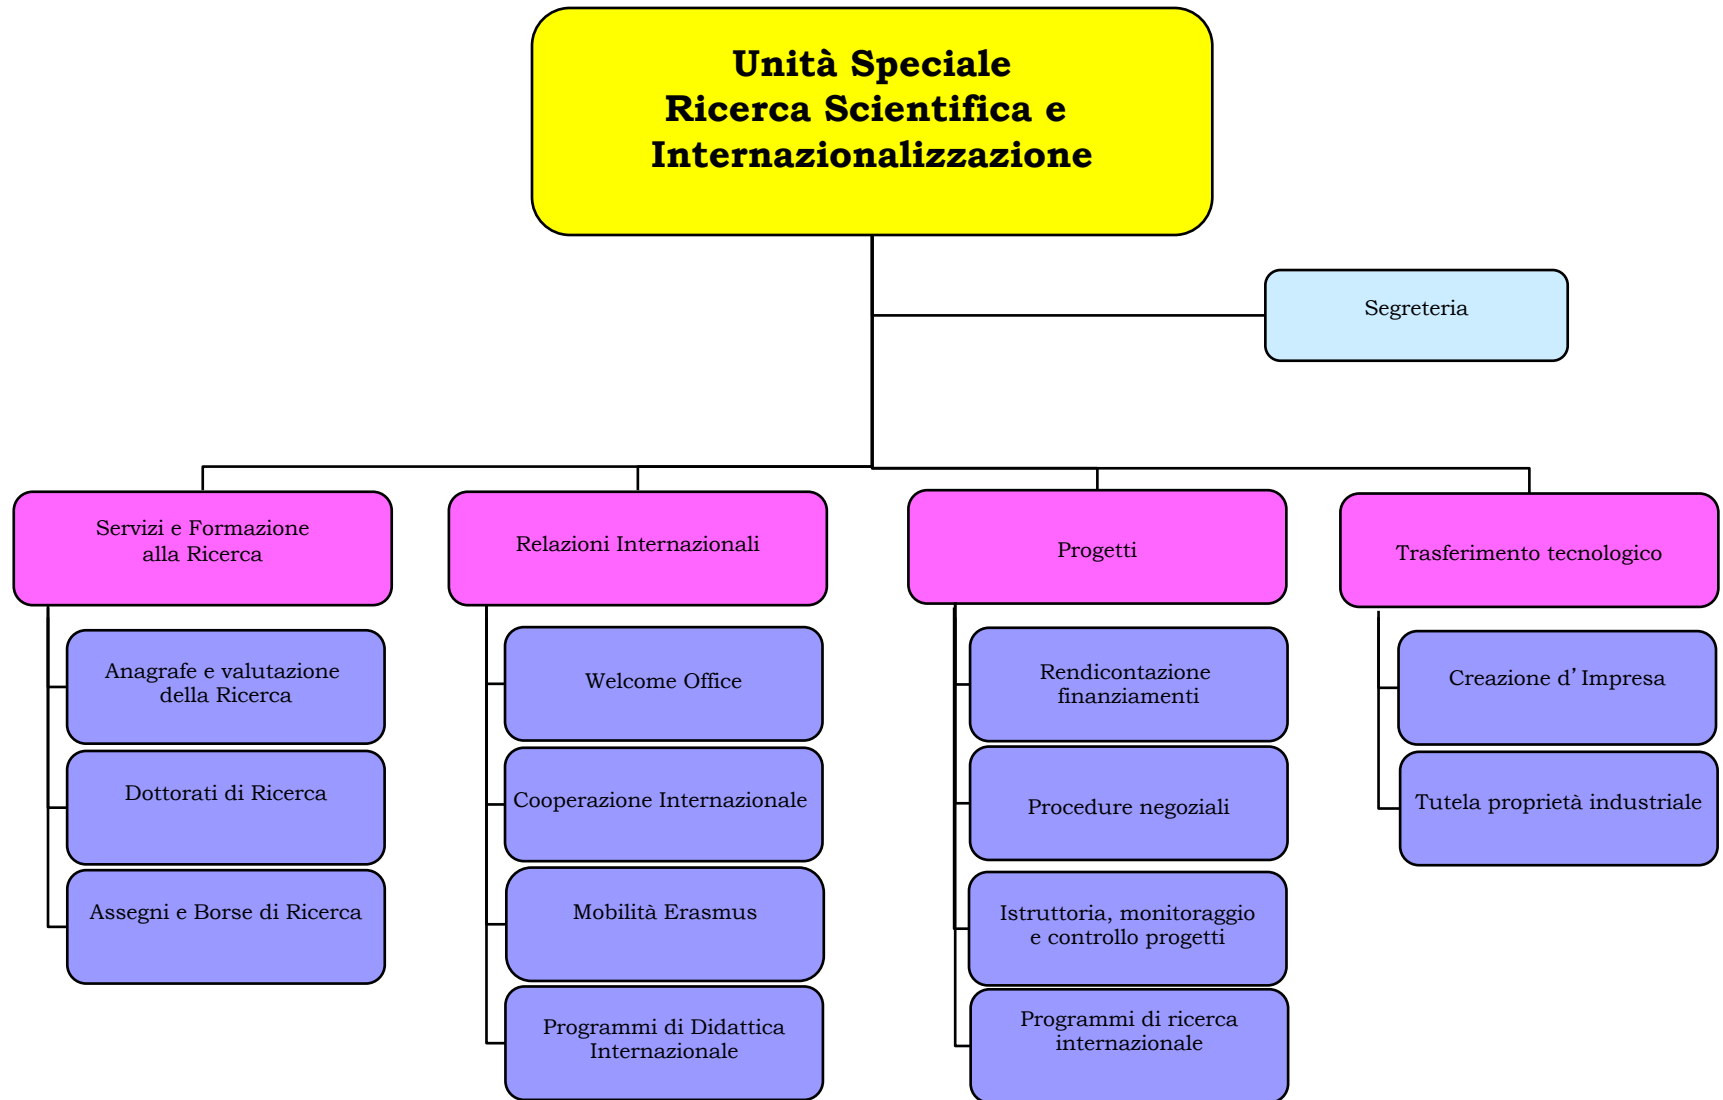 Unità Speciale
Ricerca Scientifica e
Internazionalizzazione
Segreteria
Servizi e Formazione
alla Ricerca
Anagrafe e valutazione
della Ricerca
Dottorati di Ricerca
Assegni e Borse di Ricerca
Relazioni Internazionali
Welcome Office
Cooperazione Internazionale
Mobilità Erasmus
Programmi di Didattica
Internazionale
Progetti
Rendicontazione
finanziamenti
Procedure negoziali
Istruttoria, monitoraggio
e controllo progetti
Programmi di ricerca
internazionale
Trasferimento tecnologico
Creazione d’ Impresa
Tutela proprietà industriale